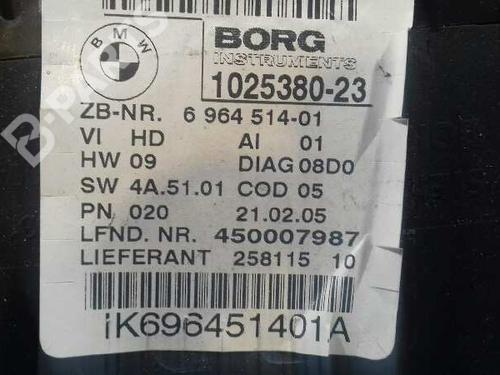 BMW
BORG
INSTRUMENTS
1025380-23
ZB-NR. 6 964 514-01
VI HD AI 01
HW 09 DIAG 08D0
SW 4A.51.01 COD 05
PN 020 21.02.05
LFND. NR. 450007987
LIEFERANT 258115 10
iK696451401A